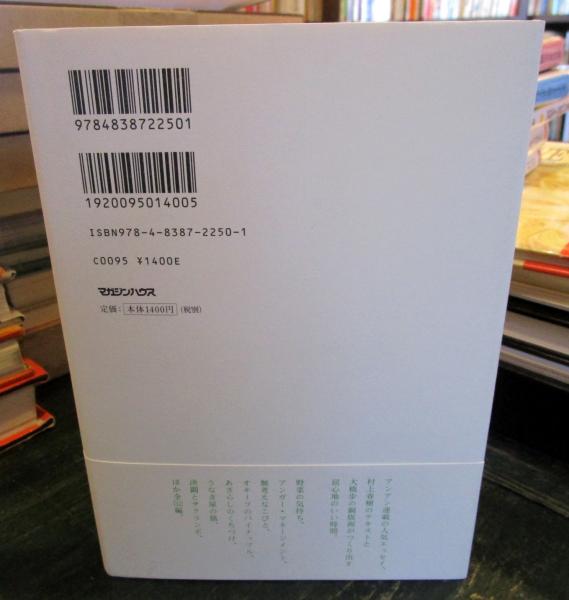 9784838722501
1920095014005
ISBN978-4-8387-2250-1
C0095 ¥1400E
マガジンハウス
定価:本体1400円(税別)
アンアン連載の人気エッセイ、
村上春樹のテキストと
大橋歩の銅版画がつくり出す
居心地のいい時間。
野菜の気持ち、
アンガー・マネージメント、
無考えなこびと、
オキーフのパイナップル、
あざらしのくちづけ、
うなぎ屋の猫、
決闘とサクランボ、
ほか全52編。